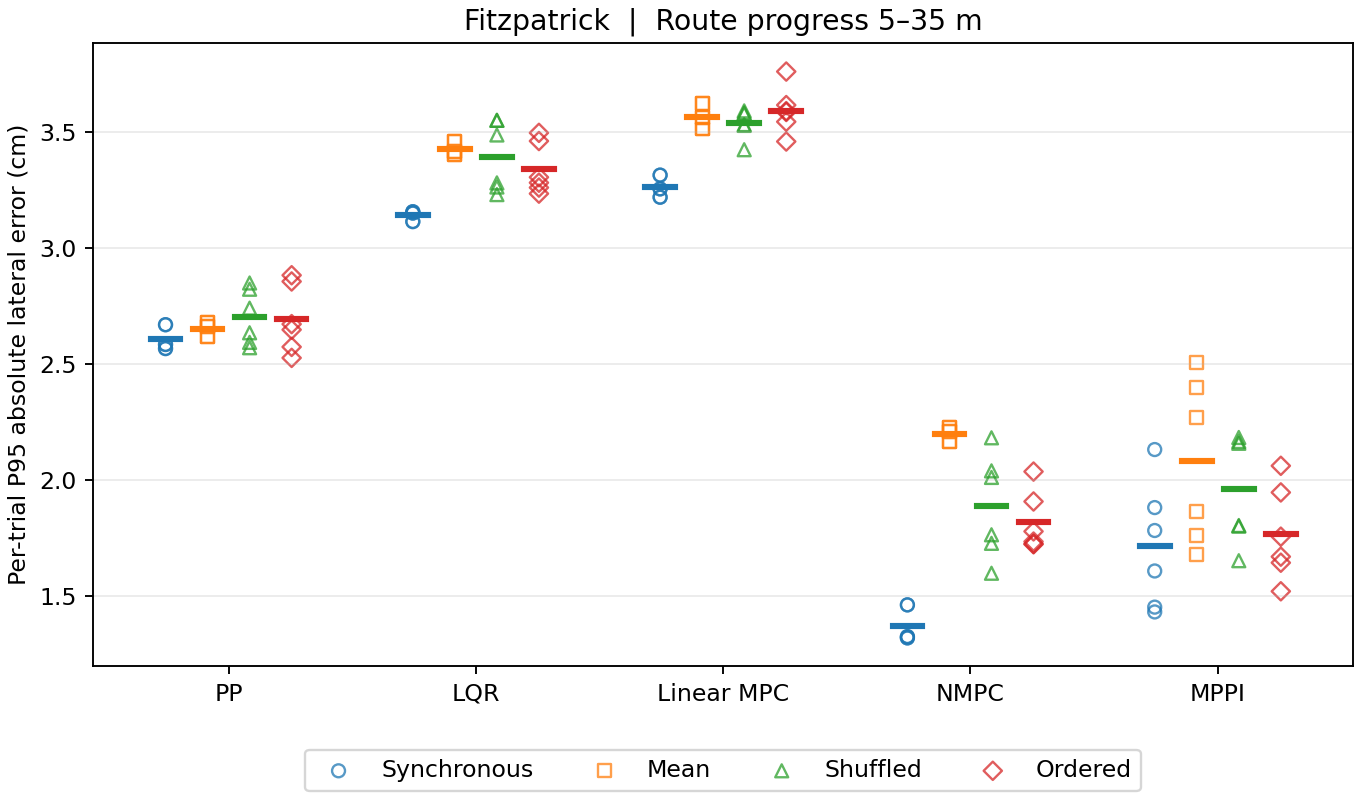 Fitzpatrick | Route progress 5–35 m
Per-trial P95 absolute lateral error (cm)
3.5
3.0
2.5
2.0
1.5
PP LQR Linear MPC NMPC MPPI
Synchronous Mean Shuffled Ordered